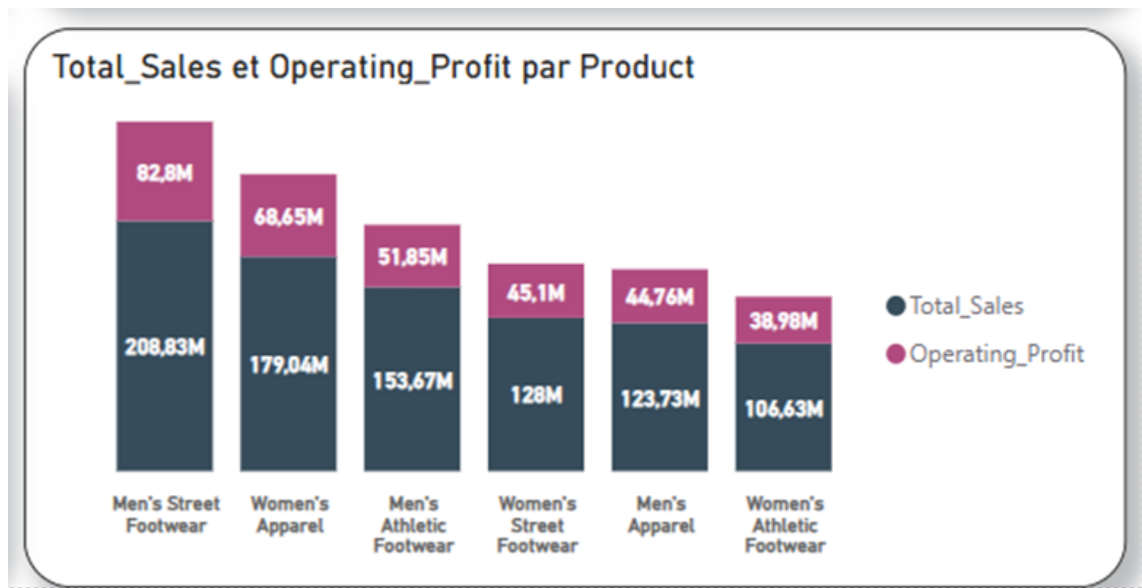 Total_Sales et Operating_Profit par Product
82,8M
68,65M
51,85M
45,1M
44,76M
38,98M
208,83M
179,04M
153,67M
128M
123,73M
106,63M
Total_Sales
Operating_Profit
Men's Street
Footwear
Women's
Apparel
Men's
Athletic
Footwear
Women's
Street
Footwear
Men's
Apparel
Women's
Athletic
Footwear